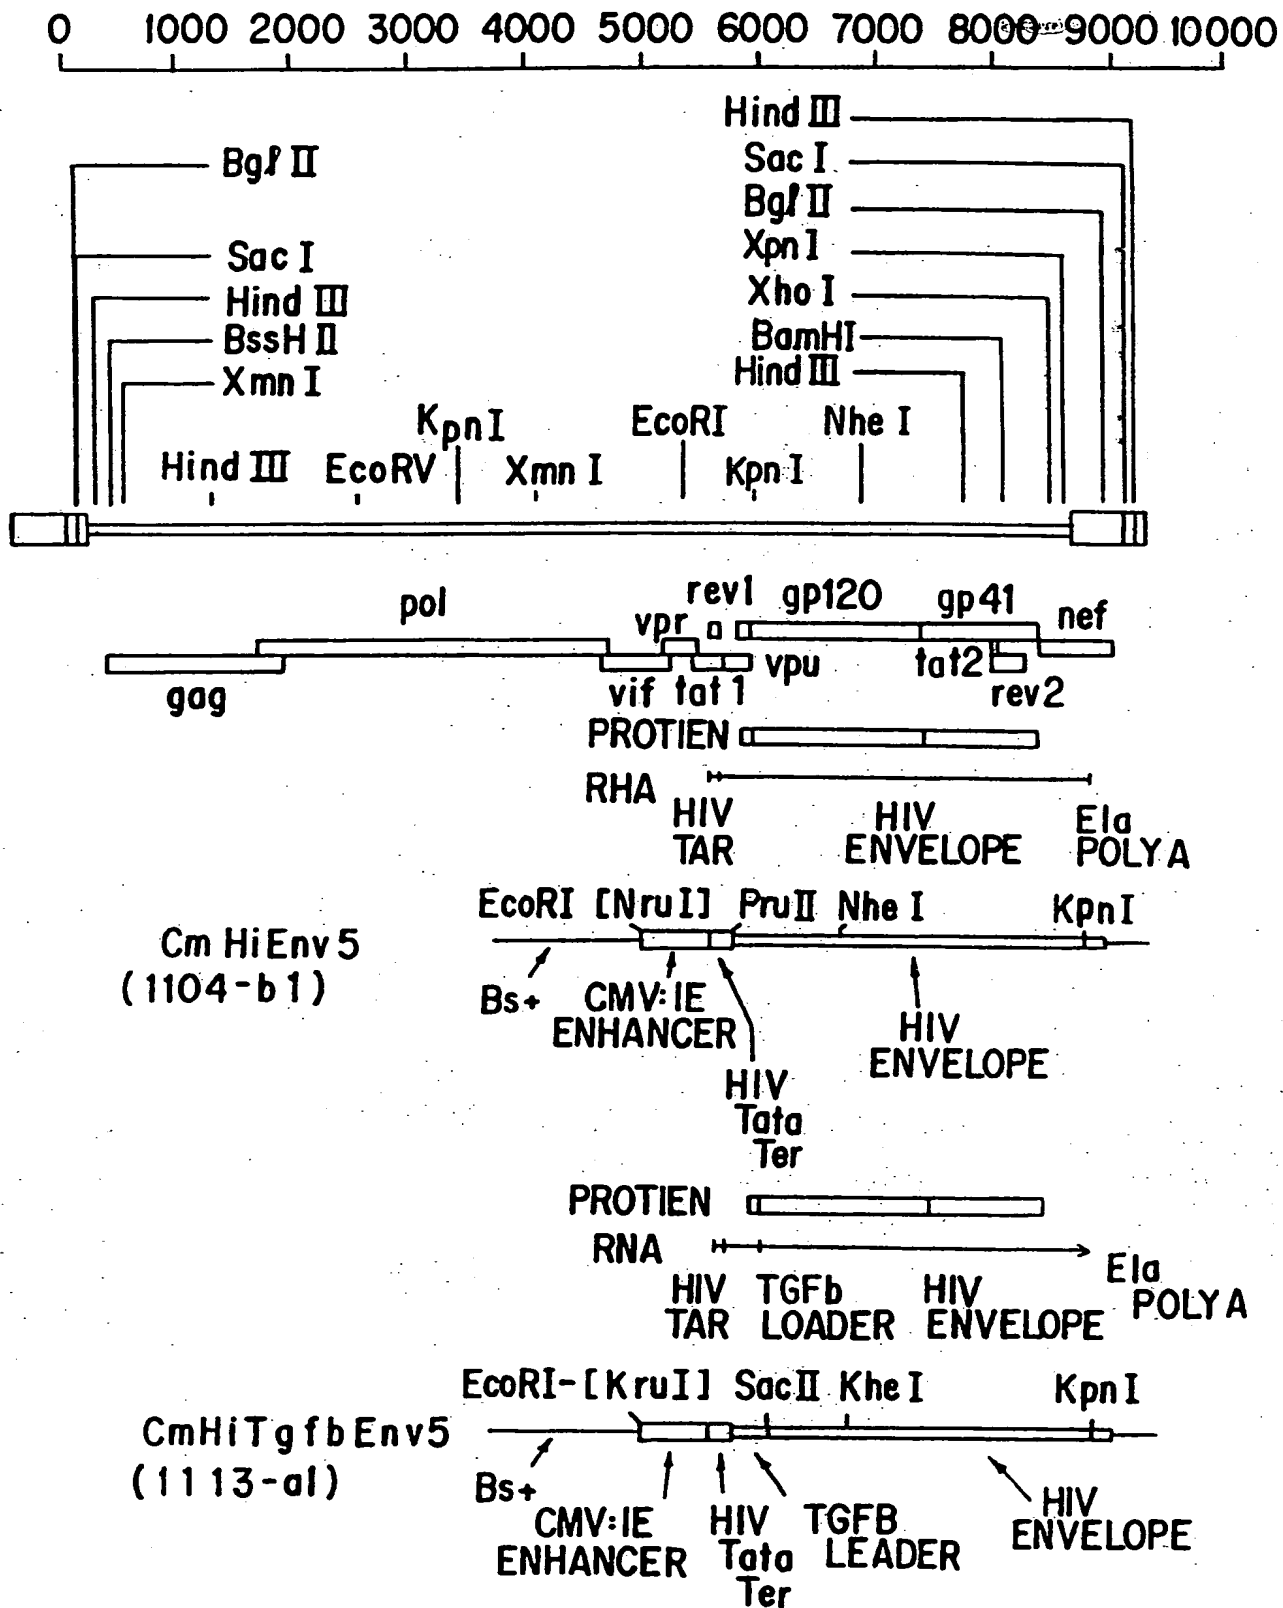 0 1000 2000 3000 4000 5000 6000 7000 8000 9000 10000
Hind III
Bgl II
Sac I
Bgl II
Sac I
Xpn I
Hind III
Xho I
BssH II
BamHI
Xmn I
Hind III
KpnI
EcoRI
Nhe I
Hind III
EcoRV
Xmn I
Kpn I
pol
vpr
rev1
gp120
gp41
nef
gag
vif
tat 1
vpu
tat2
rev2
PROTIEN
RHA
HIV
TAR
HIV
ENVELOPE
Ela
POLY A
EcoRI [NruI] PruII Nhe I KpnI
Cm HiEnv5
(1104-b1)
Bs+
CMV:IE
ENHANCER
HIV
ENVELOPE
HIV
Tata
Ter
PROTIEN
RNA
HIV
TAR
TGFb
LOADER
HIV
ENVELOPE
Ela
POLY A
EcoRI-[KruI] SacII KheI KpnI
CmHiTgfbEnv5
(1113-al)
Bs+
CMV:IE
ENHANCER
HIV
Tata
Ter
TGFB
LEADER
HIV
ENVELOPE